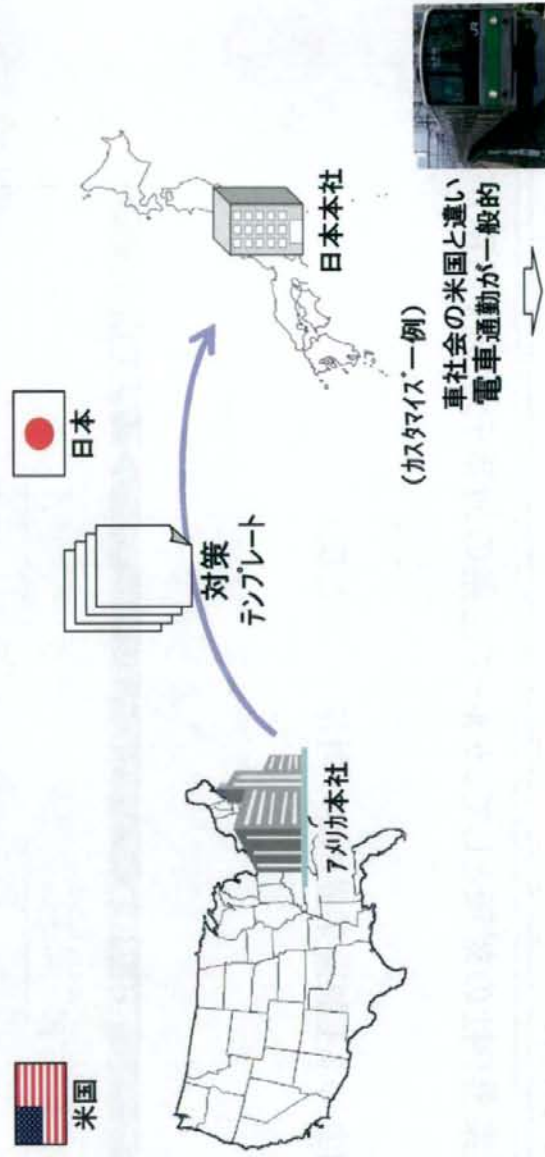 米国
日本
対策
テンプレート
アメリカ本社
日本本社
(カスタマイズ一例)
車社会の米国と違い
電車通勤が一般的
JR